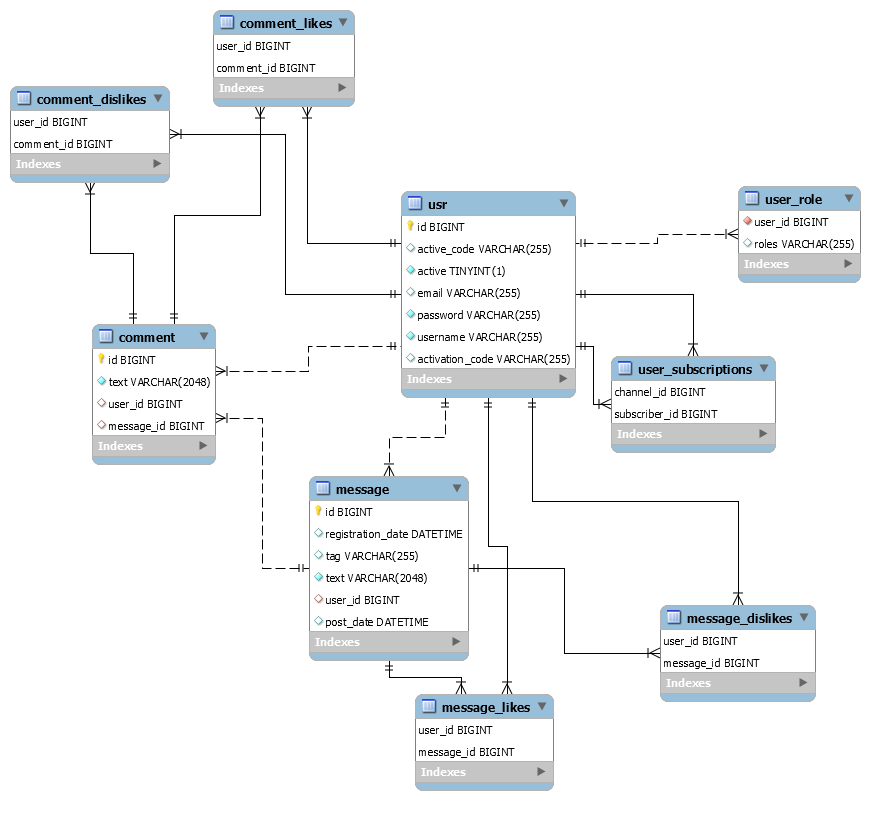 comment_likes
user_id BIGINT
comment_id BIGINT
Indexes
comment_dislikes
user_id BIGINT
comment_id BIGINT
Indexes
usr
id BIGINT
active_code VARCHAR(255)
active TINYINT(1)
email VARCHAR(255)
password VARCHAR(255)
username VARCHAR(255)
activation_code VARCHAR(255)
Indexes
user_role
user_id BIGINT
roles VARCHAR(255)
Indexes
comment
id BIGINT
text VARCHAR(2048)
user_id BIGINT
message_id BIGINT
Indexes
user_subscriptions
channel_id BIGINT
subscriber_id BIGINT
Indexes
message
id BIGINT
registration_date DATETIME
tag VARCHAR(255)
text VARCHAR(2048)
user_id BIGINT
post_date DATETIME
Indexes
message_dislikes
user_id BIGINT
message_id BIGINT
Indexes
message_likes
user_id BIGINT
message_id BIGINT
Indexes